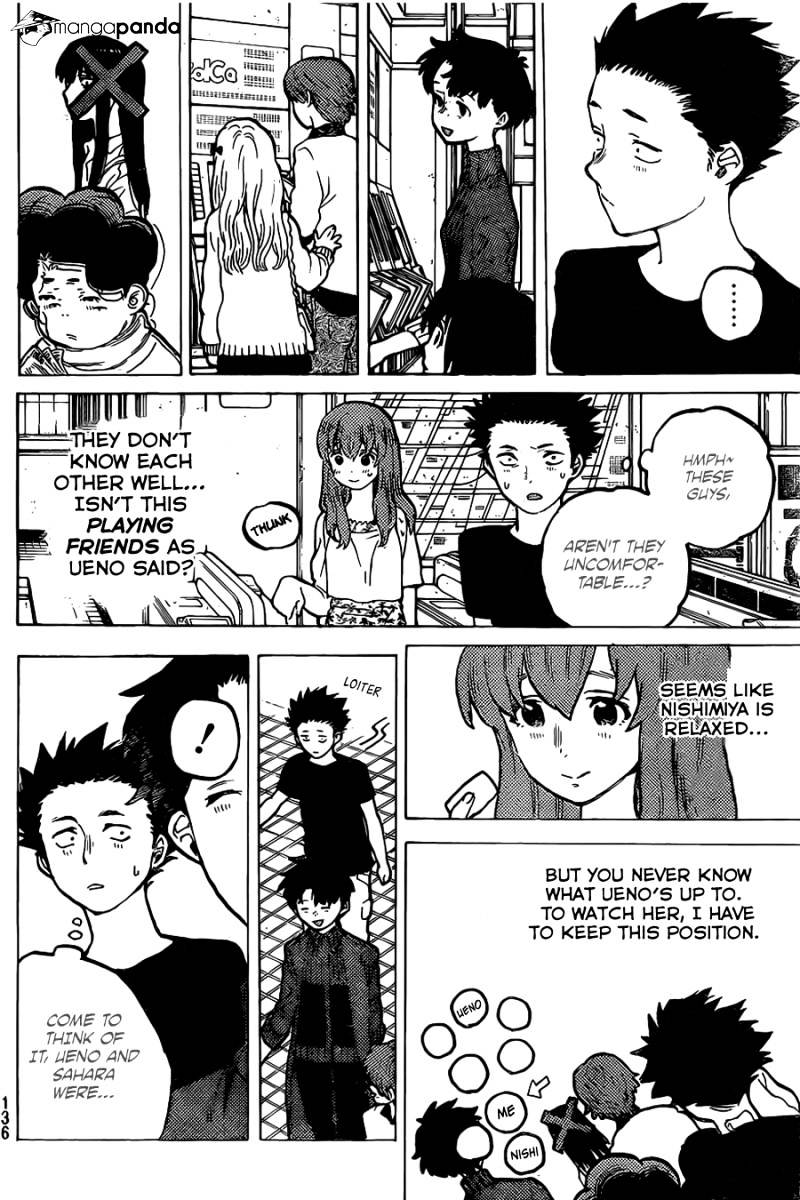 mangapanda
oldCa
......
HMPH~
THESE
GUYS,
AREN'T THEY
UNCOMFOR-
TABLE...?
THUNK
THEY DON'T
KNOW EACH
OTHER WELL...
ISN'T THIS
PLAYING
FRIENDS AS
UENO SAID?
SEEMS LIKE
NISHIMIYA IS
RELAXED...
LOITER
!
COME TO
THINK OF
IT, UENO AND
SAHARA
WERE...
BUT YOU NEVER KNOW
WHAT UENO'S UP TO.
TO WATCH HER, I HAVE
TO KEEP THIS POSITION.
UENO
ME
NISHI
136